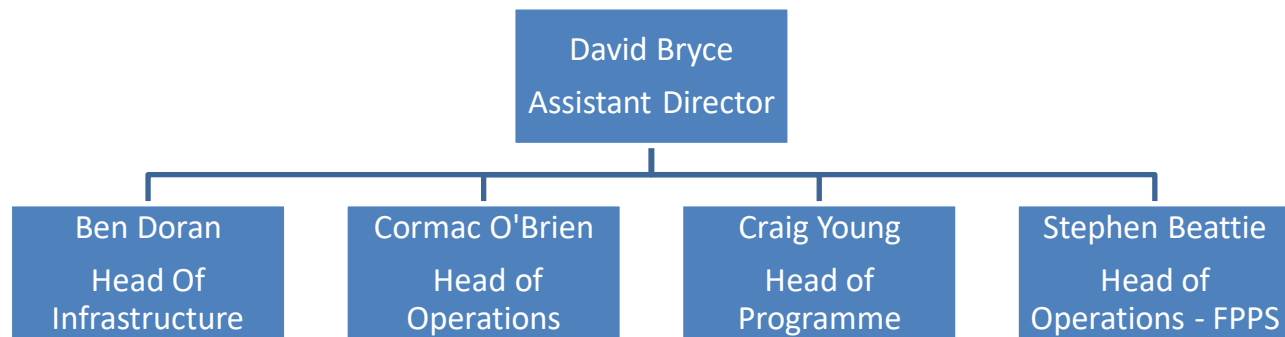 David Bryce
Assistant Director
Ben Doran
Head Of
Infrastructure
Cormac O'Brien
Head of
Operations
Craig Young
Head of
Programme
Stephen Beattie
Head of
Operations - FPPS